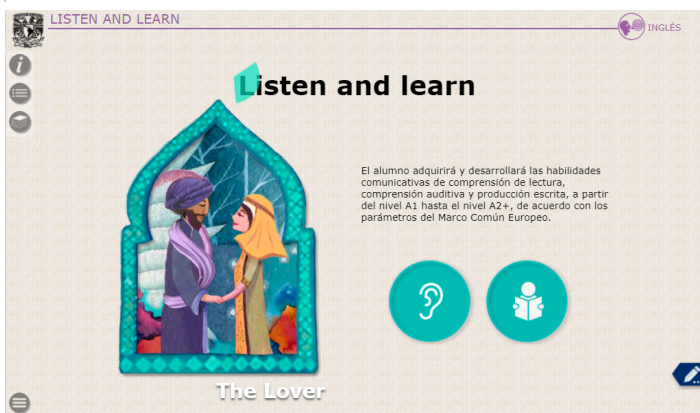 LISTEN AND LEARN
INGLÉS
Listen and learn
El alumno adquirirá y desarrollará las habilidades
comunicativas de comprensión de lectura,
comprensión auditiva y producción escrita, a partir
del nivel A1 hasta el nivel A2+, de acuerdo con los
parámetros del Marco Común Europeo.
The Lover